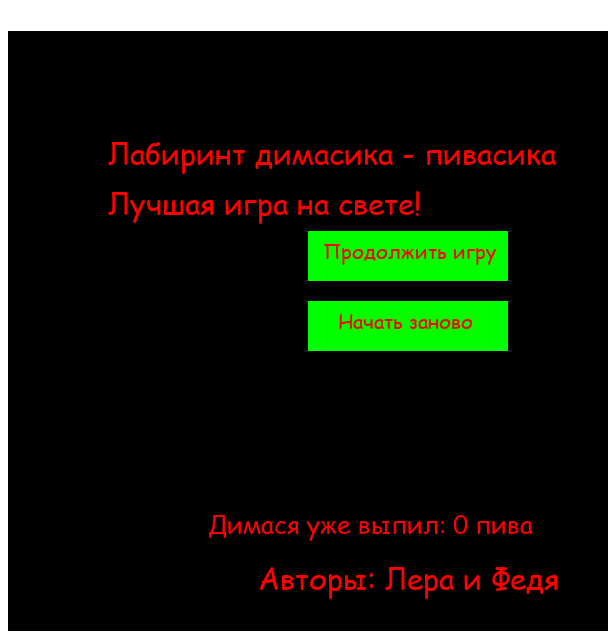 Лабиринт димасика - пивасика
Лучшая игра на свете!
Продолжить игру
Начать заново
Димася уже выпил: 0 пива
Авторы: Лера и Федя